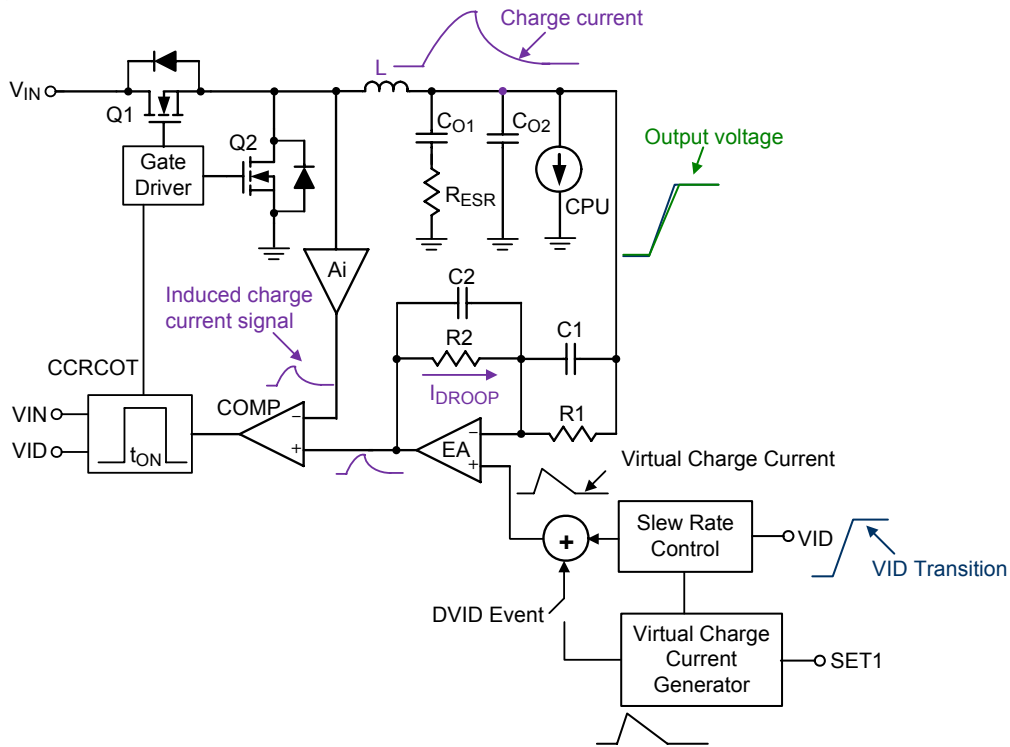 Charge current
L
VIN
Q1
Q2
CO1
CO2
Output voltage
Gate
Driver
RESR
CPU
Ai
C2
Induced charge
current signal
R2
C1
CCRCOT
IDROOP
COMP
R1
VIN
VID
tON
EA
Virtual Charge Current
Slew Rate
Control
VID
VID Transition
DVID Event
Virtual Charge
Current
Generator
SET1